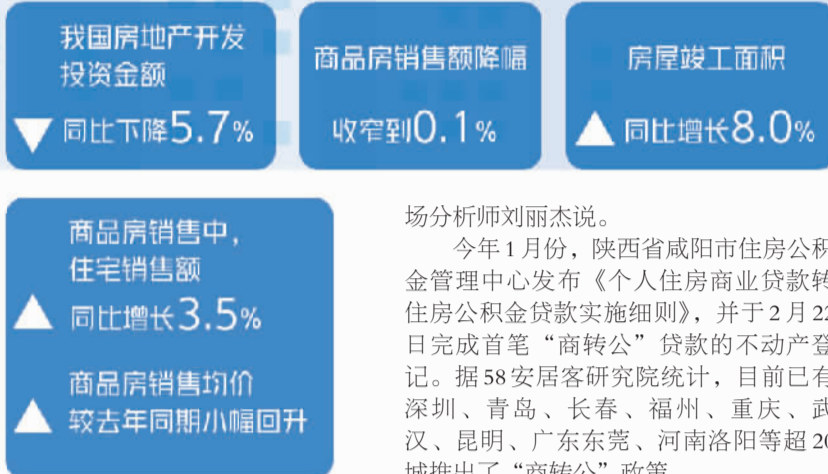 我国房地产开发
投资金额
同比下降5.7%
商品房销售额降幅
收窄到0.1%
房屋竣工面积
同比增长8.0%
商品房销售中，
住宅销售额
同比增长3.5%
商品房销售均价
较去年同期小幅回升
场分析师刘丽杰说。
今年1月份，陕西省咸阳市住房公积
金管理中心发布《个人住房商业贷款转
住房公积金贷款实施细则》，并于2月22
日完成首笔“商转公”贷款的不动产登
记。据58安居客研究院统计，目前已有
深圳、青岛、长春、福州、重庆、武
汉、昆明、广东东莞、河南洛阳等超20
城推出了“商转公”政策